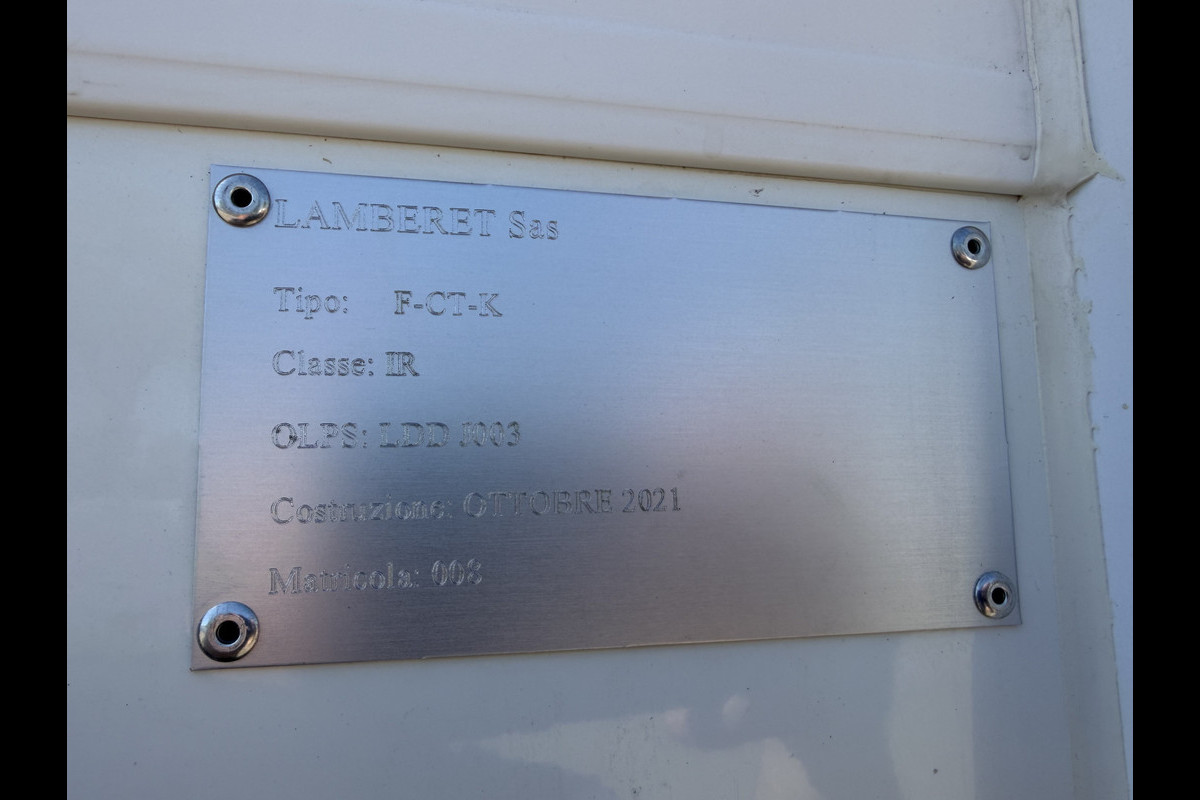 LAMBERET Sas
Tipo: F-CT-K
Classe: IR
OLPS: LDD J003
Costruzione: OTTOBRE 2021
Matricola: 008